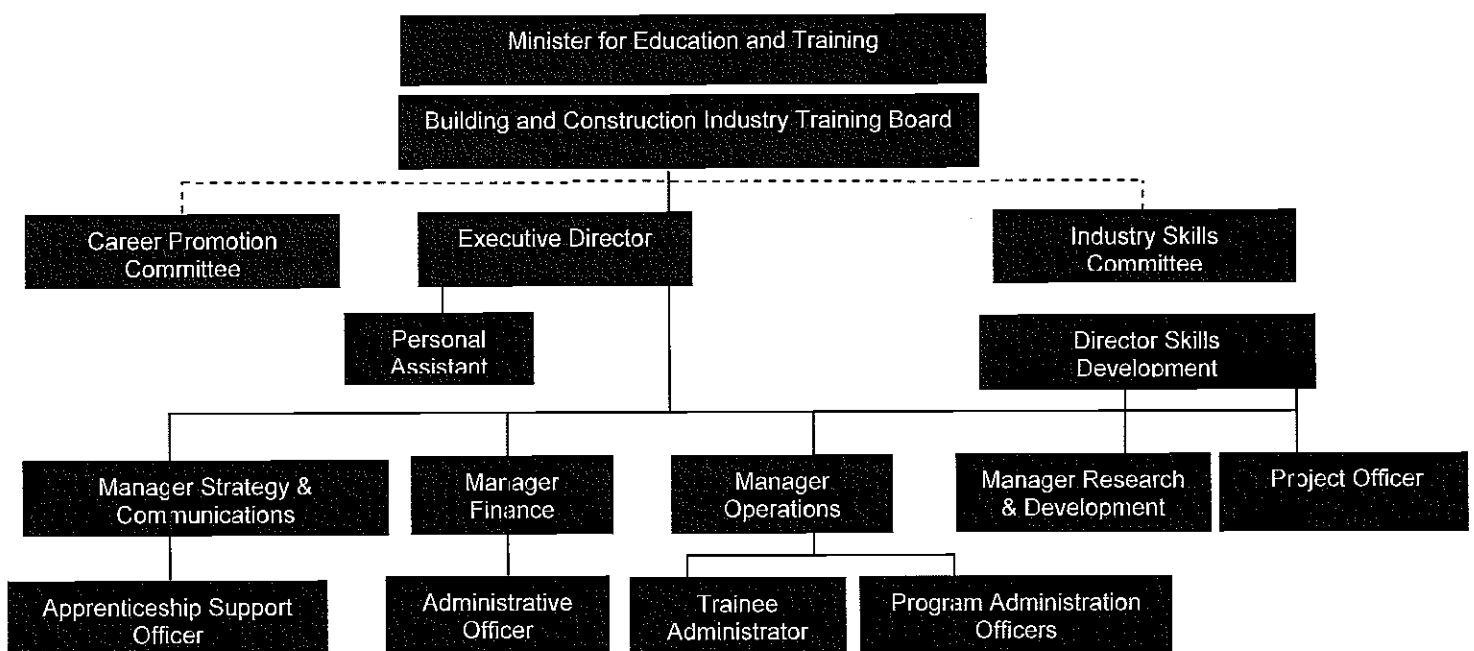 Minister for Education and Training
Building and Construction Industry Training Board
Career Promotion
Committee
Executive Director
Industry Skills
Committee
Personal
Assistant
Director Skills
Development
Manager Strategy &
Communications
Manager
Finance
Manager
Operations
Manager Research
& Development
Project Officer
Apprenticeship Support
Officer
Administrative
Officer
Trainee
Administrator
Program Administration
Officers